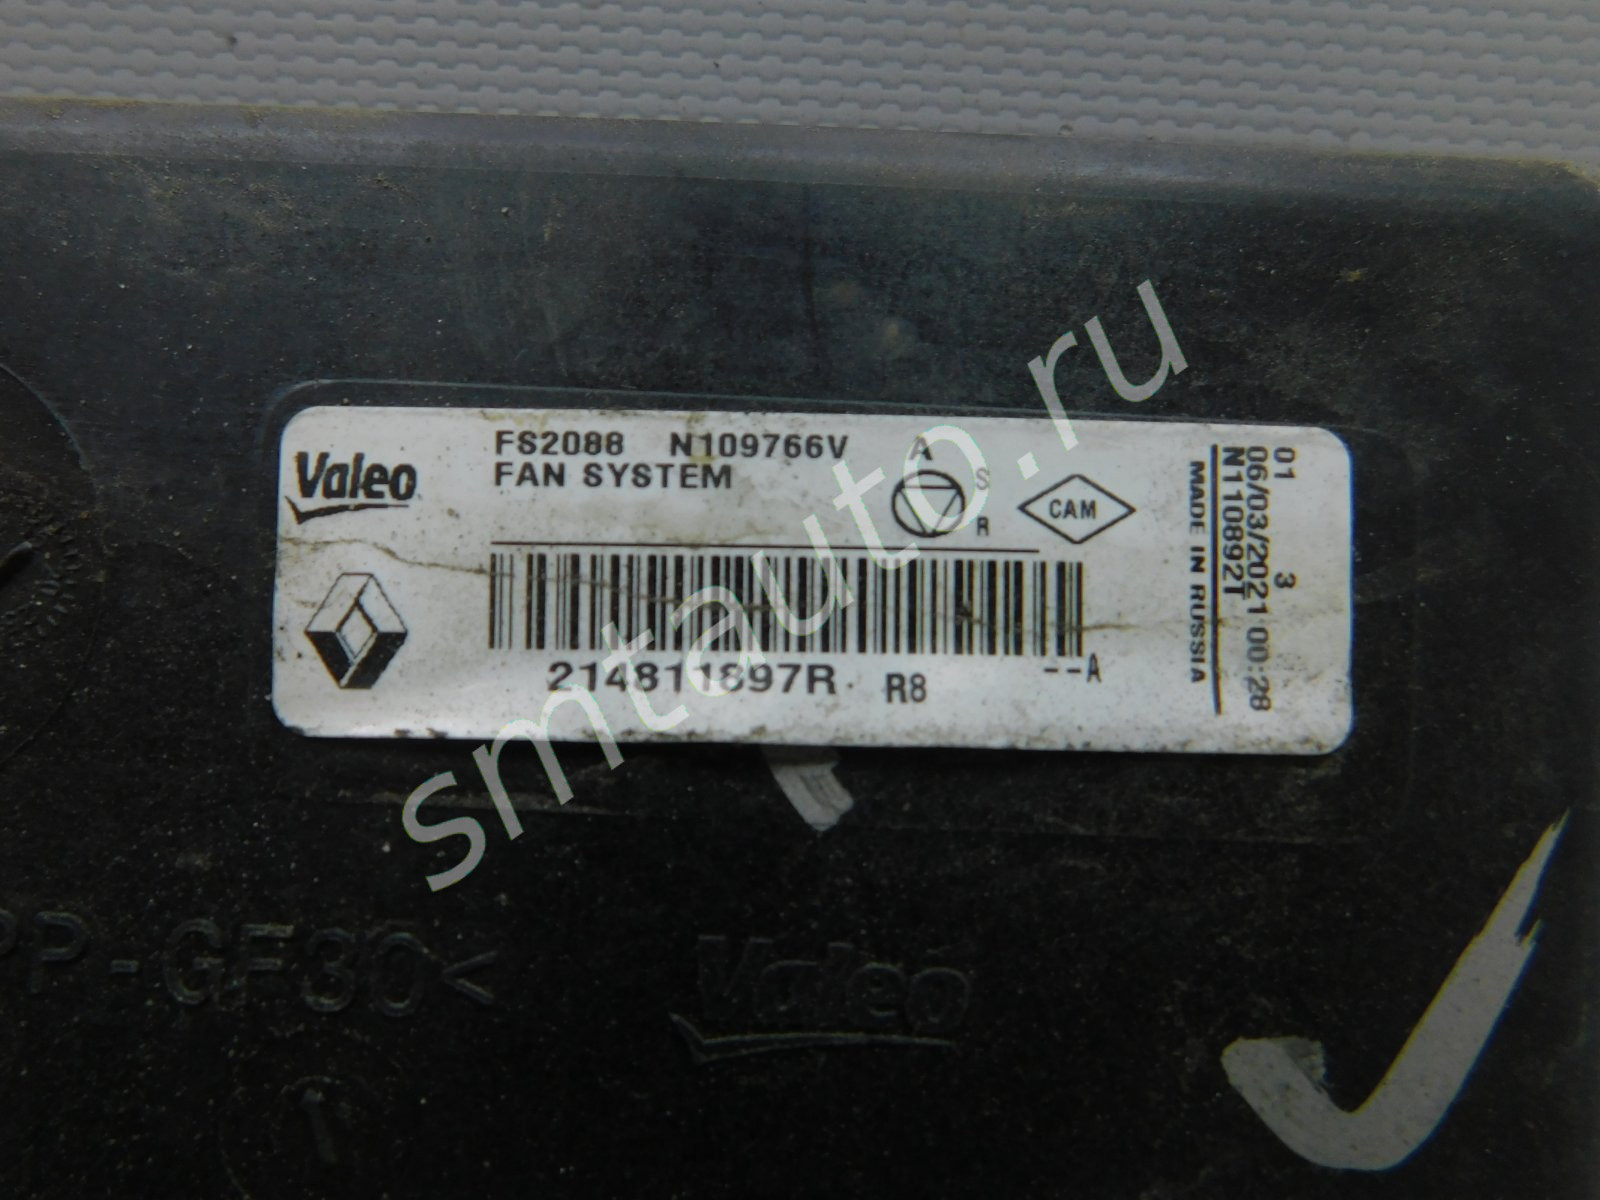 Valeo
FS2088 N109766V A
FAN SYSTEM
S
R
CAM
214811897R R8 --A
01 3
06/03/2021 00:28
N110892T
MADE IN RUSSIA
PP-GF30<
Valeo
smtauto.ru